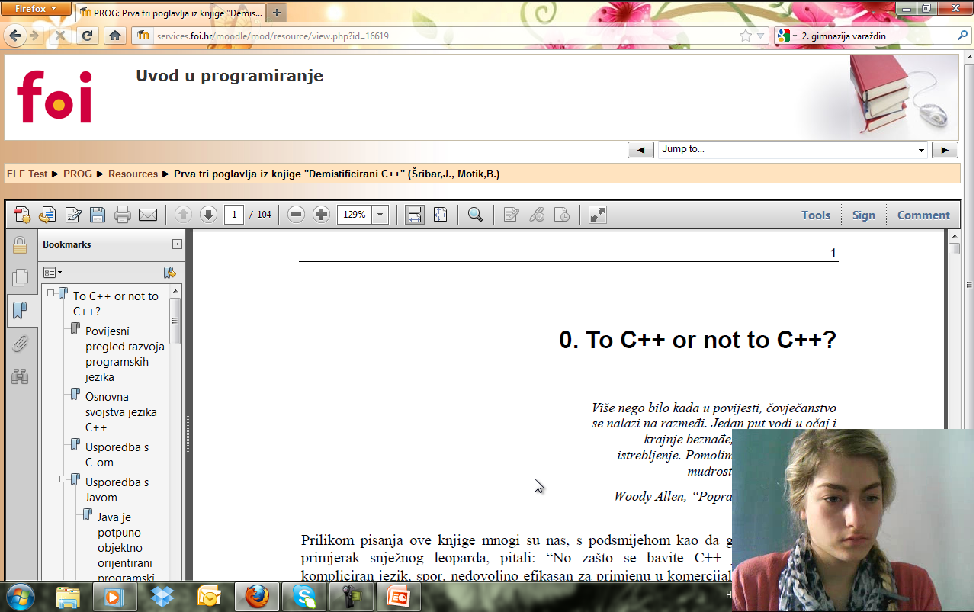 Firefox
PROG: Prva tri poglavlja iz knjige "Demist...
services.foi.hr/moodle/mod/resource/view.php?id=16619
2. gimnazija varaždin
foi
Uvod u programiranje
Jump to...
ELF Test ► PROG ► Resources ► Prva tri poglavlja iz knjige "Demistificirani C++" (Šribar,J., Motik,B.)
1 / 104
129%
Tools
Sign
Comment
Bookmarks
To C++ or not to
C++?
Povijesni
pregled razvoja
programskih
jezika
Osnovna
svojstva jezika
C++
Usporedba s
C-om
Usporedba s
Javom
Java je
potpuno
objektno
orijentirani
programski
1
0. To C++ or not to C++?
Više nego bilo kada u povijesti, čovječanstvo
se nalazi na razmeđi. Jedan put vodi u očaj i
krajnje beznađe,
istrebljenje. Pomolim
mudrost
Woody Allen, “Popra
Prilikom pisanja ove knjige mnogi su nas, s podsmijehom kao da g
primjerak snježnog leoparda, pitali: “No zašto se bavite C++
kompliciran jezik, spor, nedovoljno efikasan za primjenu u komercijal